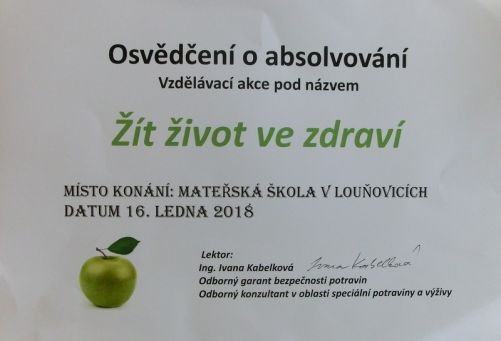 Osvědčení o absolvování
Vzdělávací akce pod názvem
Žít život ve zdraví
MÍSTO KONÁNÍ: MATEŘSKÁ ŠKOLA V LOUŇOVICÍCH
DATUM 16. LEDNA 2018
Lektor:
Ing. Ivana Kabelková Ivana Kabelková
Odborný garant bezpečnosti potravin
Odborný konzultant v oblasti speciální potraviny a výživy